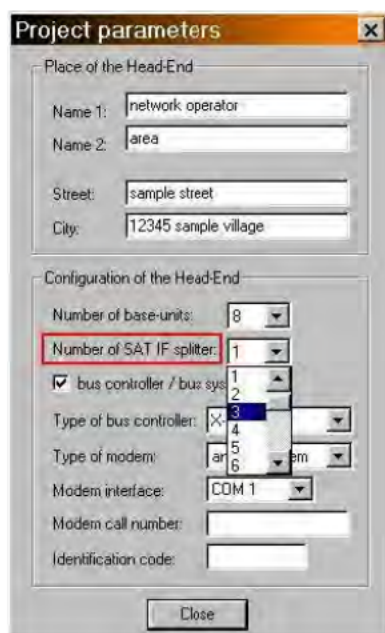 Project parameters
Place of the Head-End
Name 1: network operator
Name 2: area
Street: sample street
City: 12345 sample village
Configuration of the Head-End
Number of base-units: 8
Number of SAT IF splitter: 1
bus controller / bus sys
1
2
3
4
5
6
Type of bus controller: X-
Type of modem: an em
Modem interface: COM 1
Modem call number:
Identification code:
Close